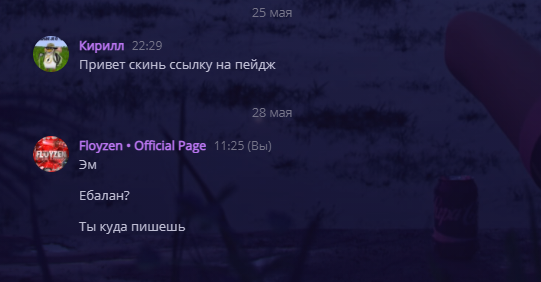 25 мая
Кирилл 22:29
Привет скинь ссылку на пейдж
28 мая
Floyzen • Official Page 11:25 (Вы)
FLOYZEN
Эм
Ебалан?
Ты куда пишешь